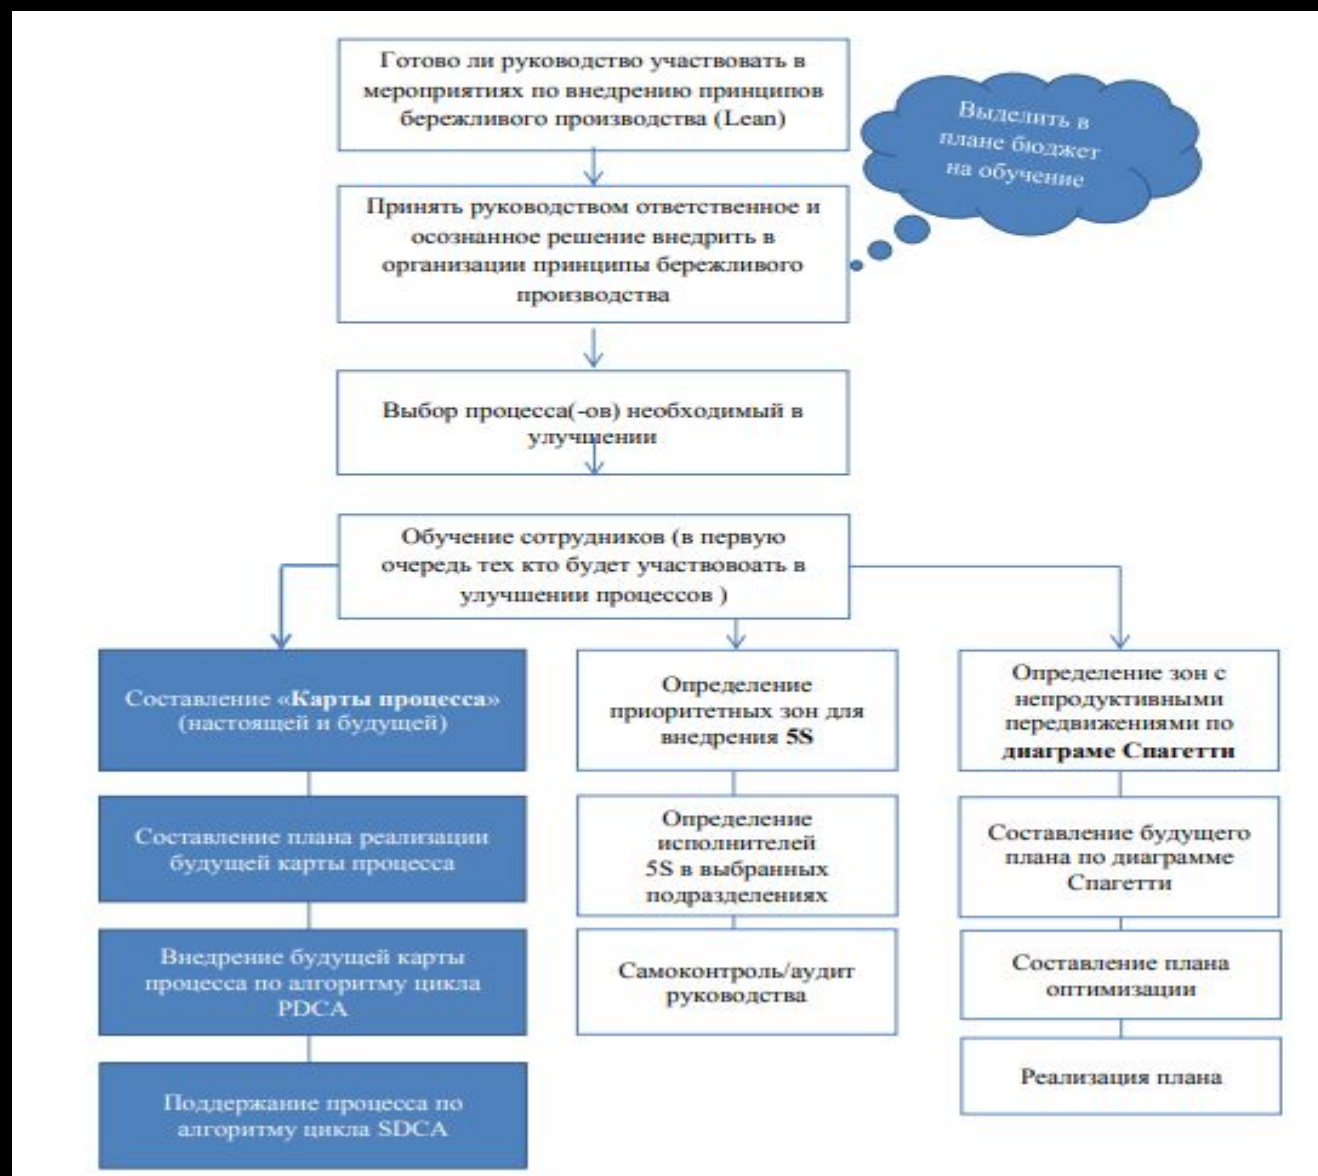 Готово ли руководство участвовать в
мероприятиях по внедрению принципов
бережливого производства (Lean)
Выделить в
плане бюджет
на обучение
Принять руководством ответственное и
осознанное решение внедрить в
организации принципы бережливого
производства
Выбор процесса(-ов) необходимый в
улучшении
Обучение сотрудников (в первую
очередь тех кто будет участвовоать в
улучшении процессов )
Составление «Карты процесса»
(настоящей и будущей)
Составление плана реализации
будущей карты процесса
Внедрение будущей карты
процесса по алгоритму цикла
PDCA
Поддержание процесса по
алгоритму цикла SDCA
Определение
приоритетных зон для
внедрения 5S
Определение
исполнителей
5S в выбранных
подразделениях
Самоконтроль/аудит
руководства
Определение зон с
непродуктивными
передвижениями по
диаграме Спагетти
Составление будущего
плана по диаграмме
Спагетти
Составление плана
оптимизации
Реализация плана